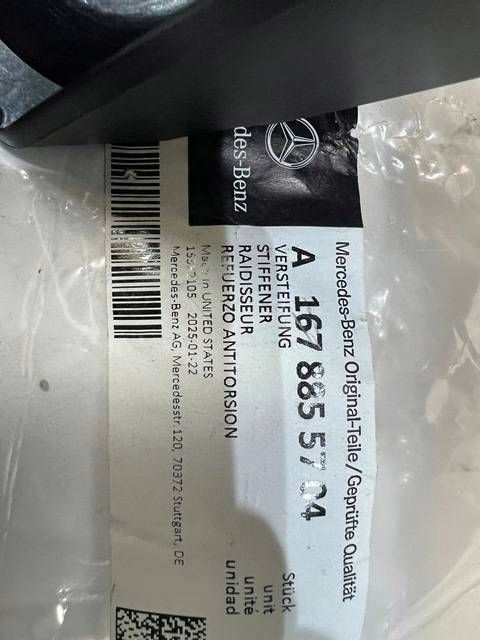 Mercedes-Benz Original-Teile/Geprüfte Qualität
des-Benz
A 167 885 57 04
VERSTEIFUNG Stück
STIFFENER unit
RAIDISSEUR unité
REFUERZO ANTITORSION unidad
Made in UNITED STATES
2025-01-22
Mercedes-Benz AG, Mercedesstr.120, 70372 Stuttgart, DE